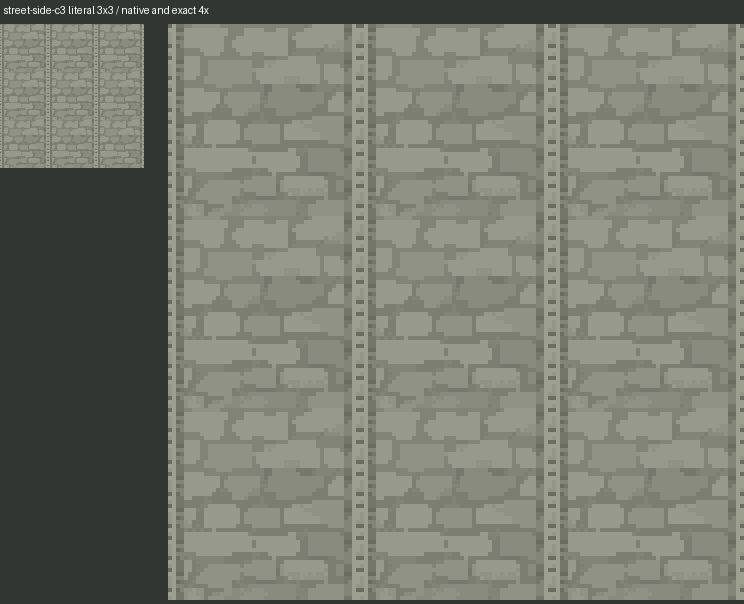 street-side-c3 literal 3x3 / native and exact 4x